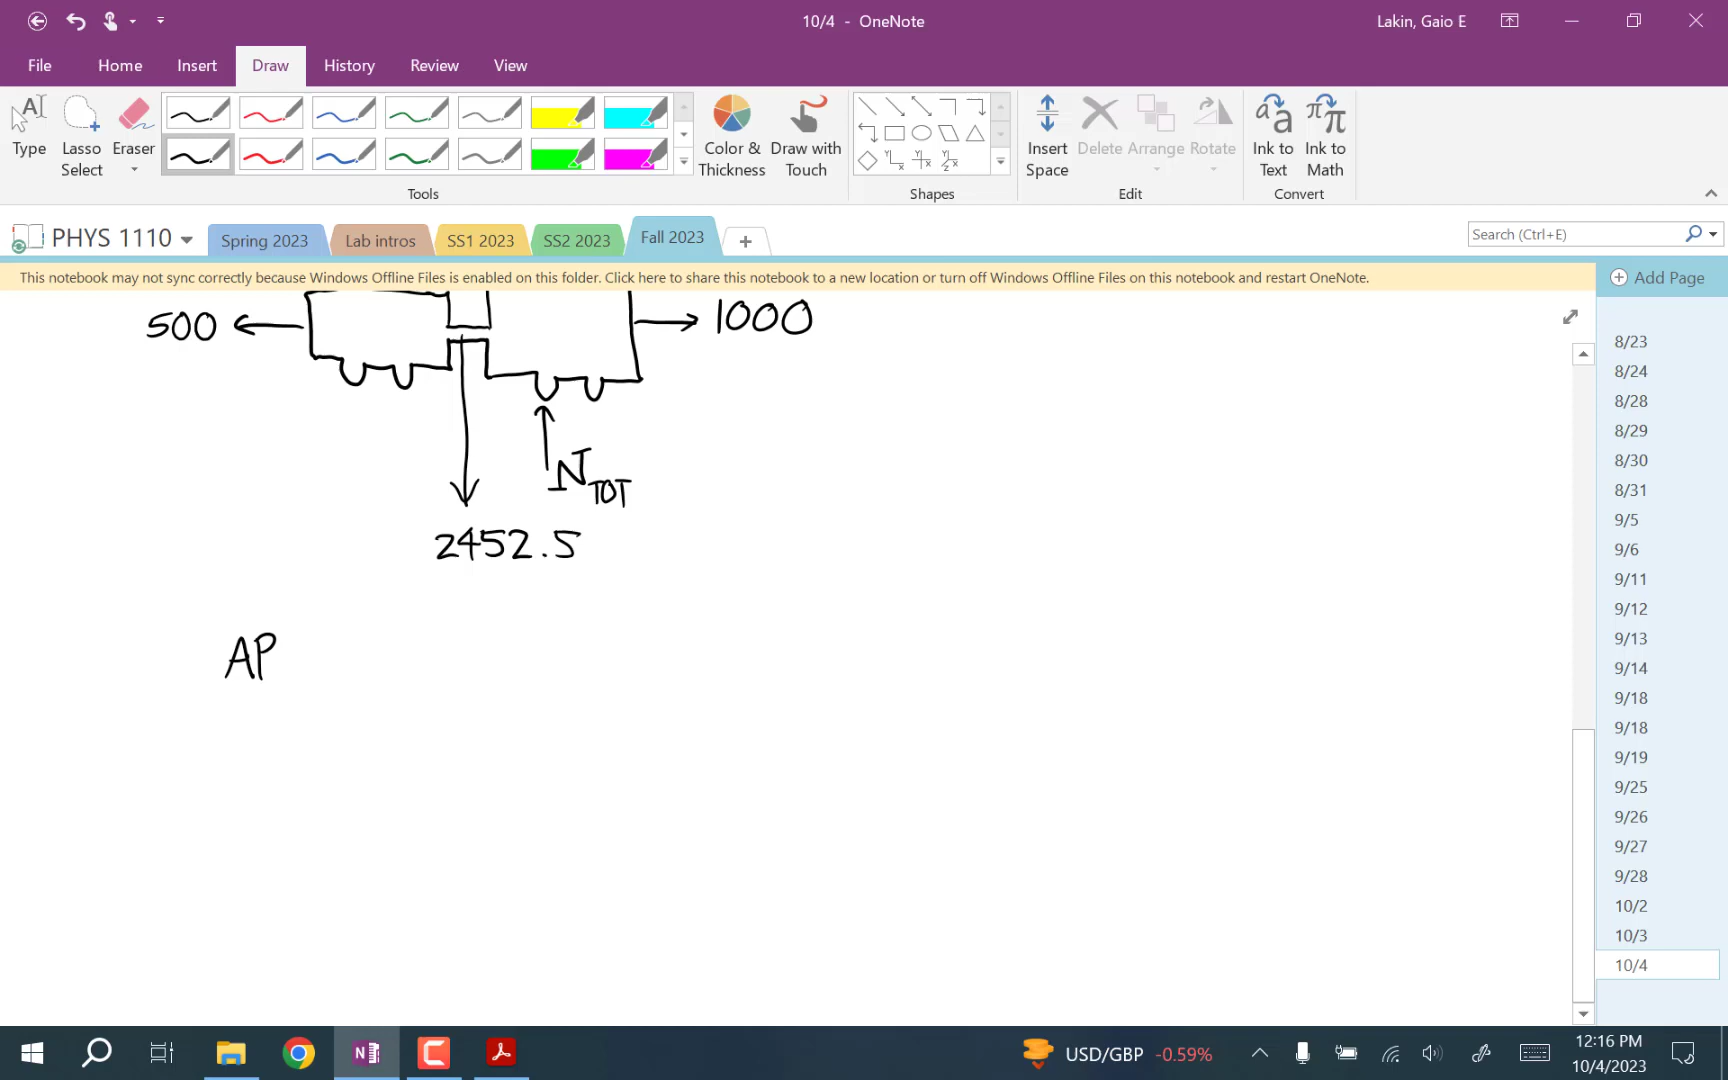 10/4 - OneNote
Lakin, Gaio E
File Home Insert Draw History Review View
Type
Lasso Select
Eraser
Color & Thickness
Draw with Touch
Insert Space
Delete
Arrange
Rotate
Ink to Text
Ink to Math
Tools
Shapes
Edit
Convert
PHYS 1110
Spring 2023
Lab intros
SS1 2023
SS2 2023
Fall 2023
Search (Ctrl+E)
This notebook may not sync correctly because Windows Offline Files is enabled on this folder. Click here to share this notebook to a new location or turn off Windows Offline Files on this notebook and restart OneNote.
Add Page
500
1000
N TOT
2452.5
AP
8/23
8/24
8/28
8/29
8/30
8/31
9/5
9/6
9/11
9/12
9/13
9/14
9/18
9/18
9/19
9/25
9/26
9/27
9/28
10/2
10/3
10/4
USD/GBP -0.59%
12:16 PM
10/4/2023